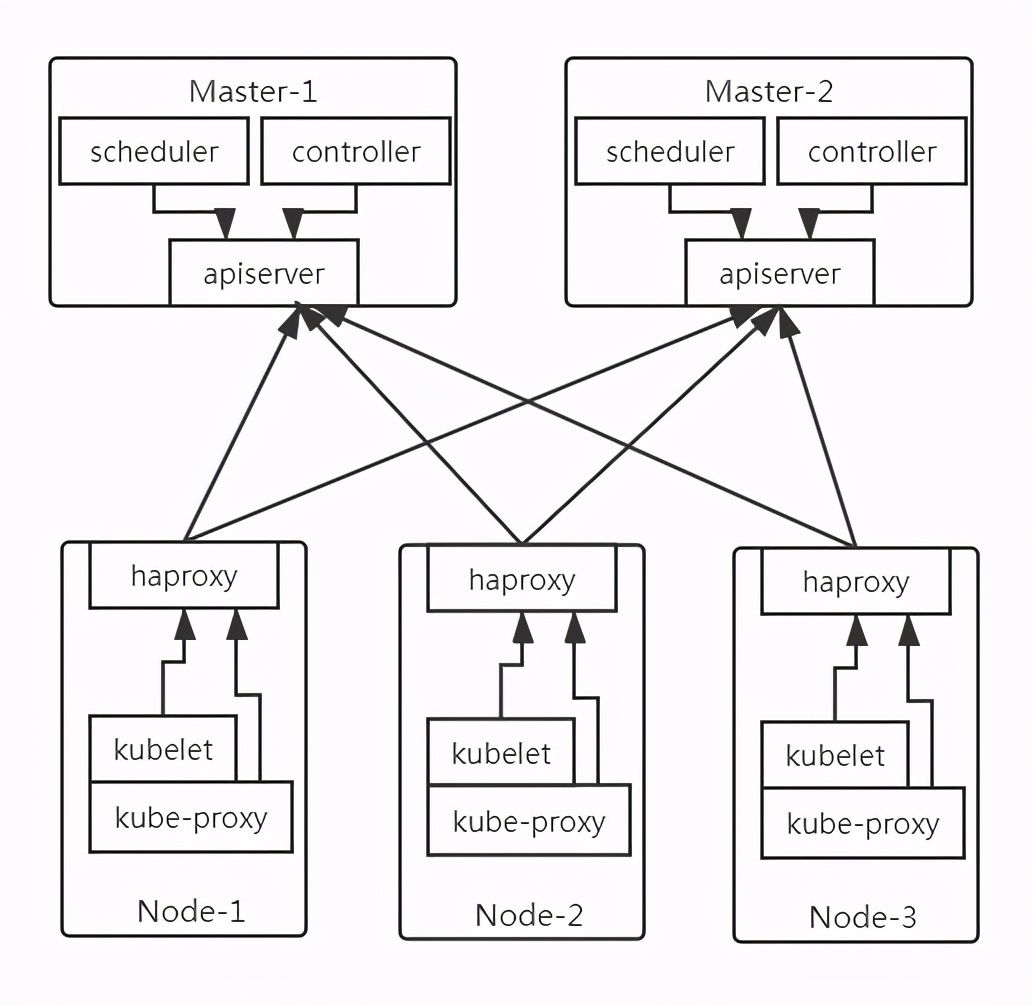 Master-1
scheduler
controller
apiserver
Master-2
scheduler
controller
apiserver
haproxy
kubelet
kube-proxy
Node-1
haproxy
kubelet
kube-proxy
Node-2
haproxy
kubelet
kube-proxy
Node-3